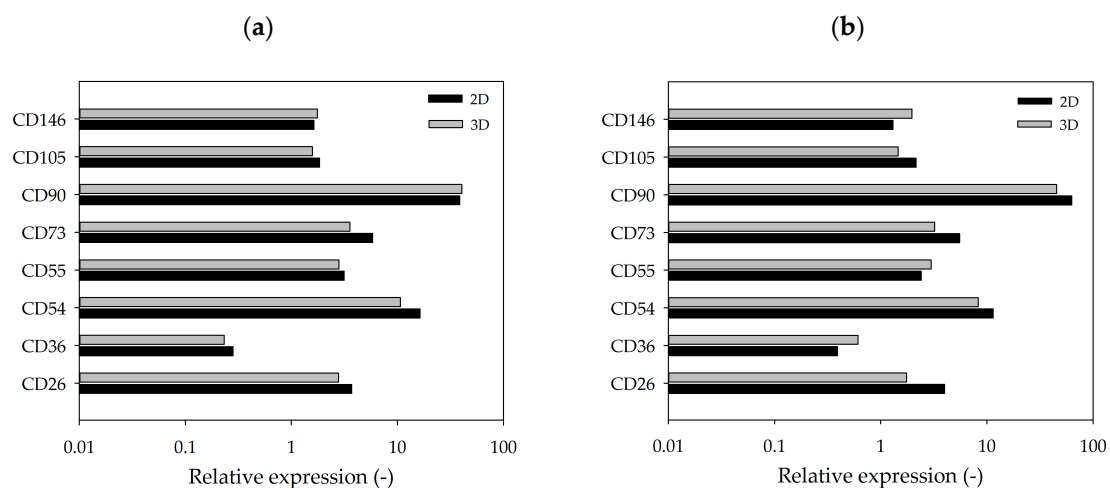 (a)
2D
3D
CD146
CD105
CD90
CD73
CD55
CD54
CD36
CD26
0.01 0.1 1 10 100
Relative expression (-)
(b)
2D
3D
CD146
CD105
CD90
CD73
CD55
CD54
CD36
CD26
0.01 0.1 1 10 100
Relative expression (-)